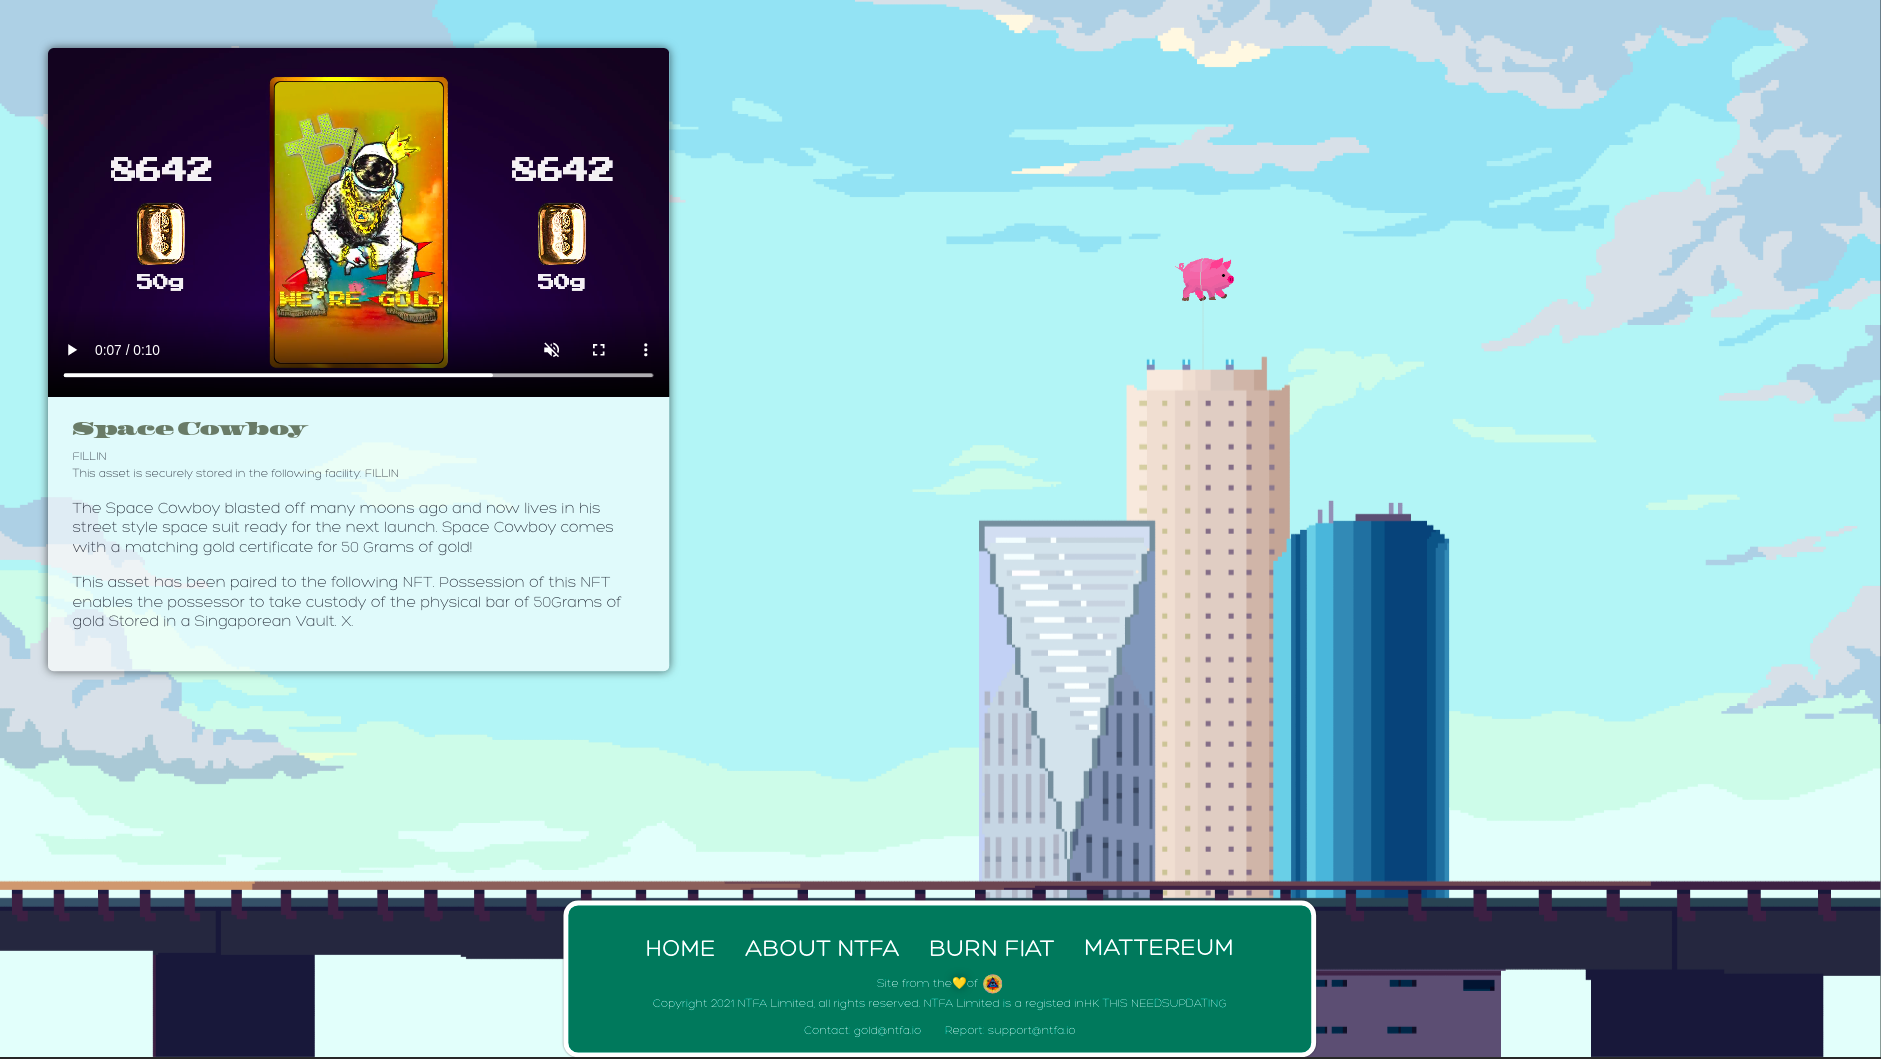 8642
8642
50g
50g
WE'RE GOLD
0:07 / 0:10
Space Cowboy
FILLIN
This asset is securely stored in the following facility: FILLIN
The Space Cowboy blasted off many moons ago and now lives in his
street style space suit ready for the next launch. Space Cowboy comes
with a matching gold certificate for 50 Grams of gold!
This asset has been paired to the following NFT. Possession of this NFT
enables the possessor to take custody of the physical bar of 50Grams of
gold Stored in a Singaporean Vault. X.
HOME ABOUT NTFA BURN FIAT MATTEREUM
Site from the💛of
Copyright 2021 NTFA Limited, all rights reserved. NTFA Limited is a registed inHK THIS NEEDSUPDATING
Contact: gold@ntfa.io Report: support@ntfa.io